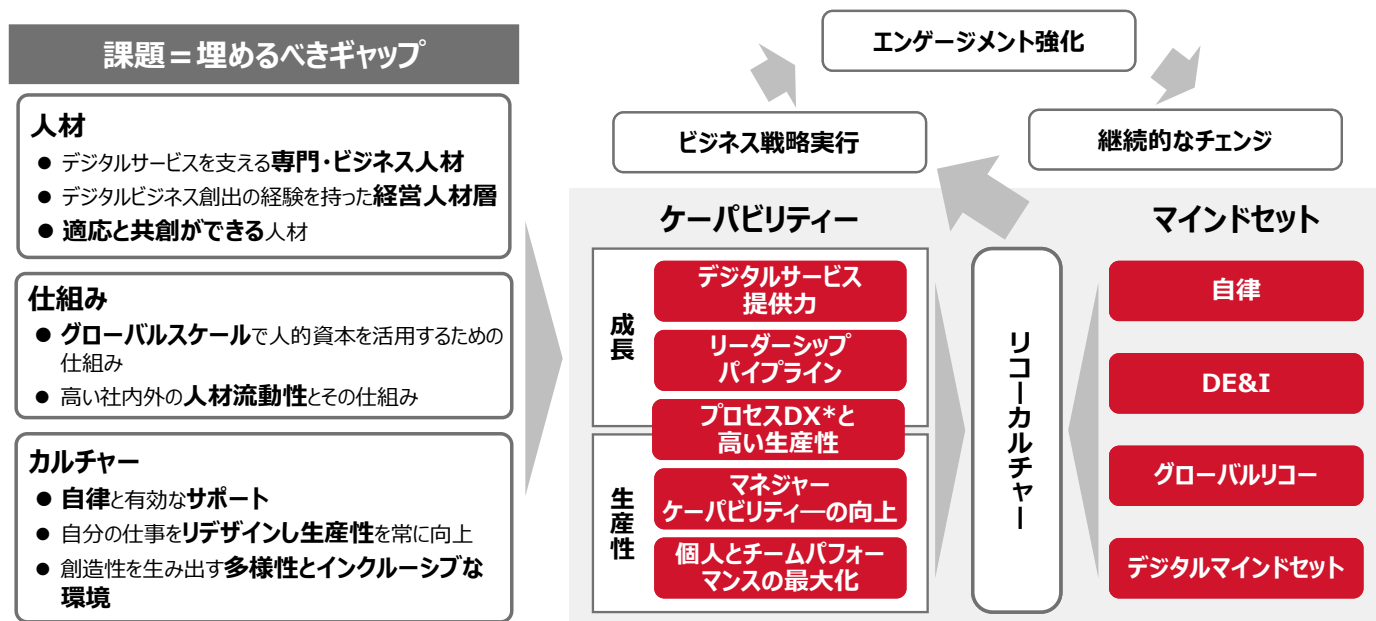 課題＝埋めるべきギャップ
人材
● デジタルサービスを支える専門・ビジネス人材
● デジタルビジネス創出の経験を持った経営人材層
● 適応と共創ができる人材
仕組み
● グローバルスケールで人的資本を活用するための
仕組み
● 高い社内外の人材流動性とその仕組み
カルチャー
● 自律と有効なサポート
● 自分の仕事をリデザインし生産性を常に向上
● 創造性を生み出す多様性とインクルーシブな
環境
エンゲージメント強化
ビジネス戦略実行
継続的なチェンジ
ケーパビリティー
成長
デジタルサービス
提供力
リーダーシップ
パイプライン
プロセスDX*と
高い生産性
生産性
マネジャー
ケーパビリティ―の向上
個人とチームパフォー
マンスの最大化
リコーカルチャー
マインドセット
自律
DE&I
グローバルリコー
デジタルマインドセット